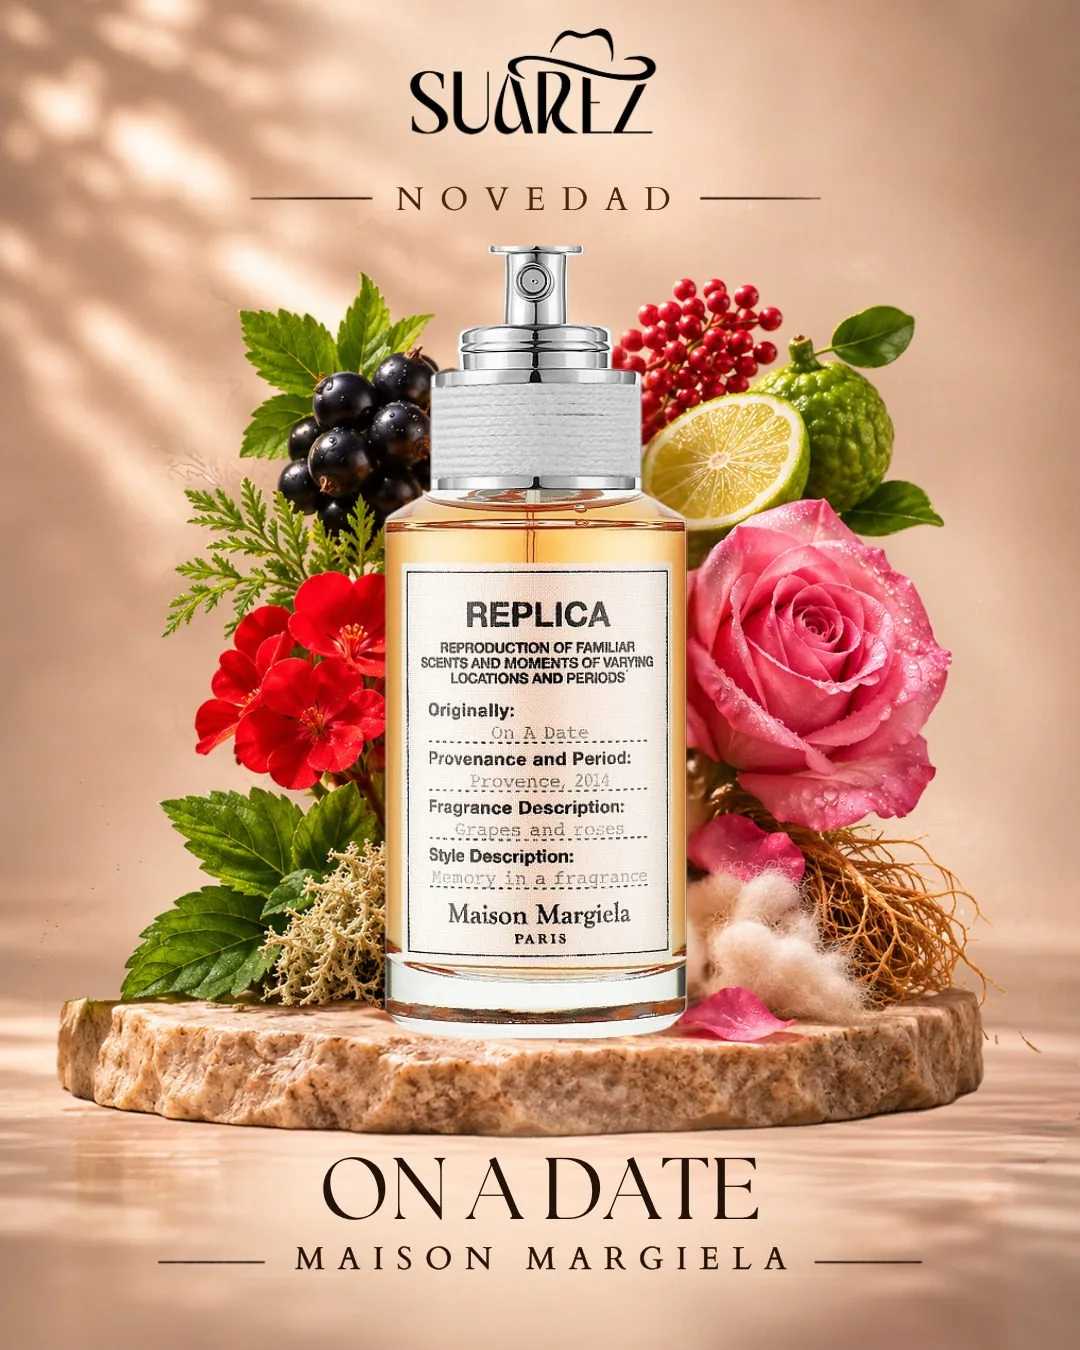 SUAREZ
NOVEDAD
REPLICA
REPRODUCTION OF FAMILIAR
SCENTS AND MOMENTS OF VARYING
LOCATIONS AND PERIODS
Originally:
On A Date
Provenance and Period:
Provence, 2014
Fragrance Description:
Grapes and roses
Style Description:
Memory in a fragrance
Maison Margiela
PARIS
ON A DATE
MAISON MARGIELA